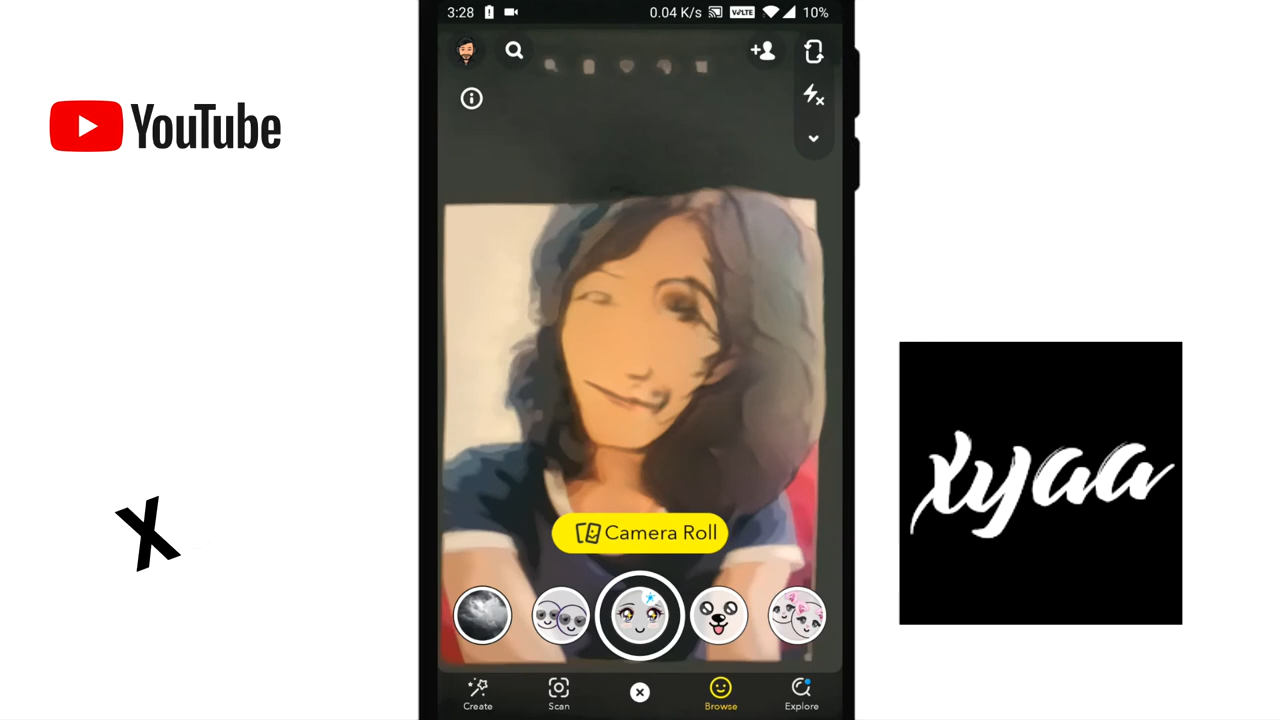 3:28 0.04 K/s VoLTE 10%
YouTube
Camera Roll
X
xyaa
Create Scan Browse Explore